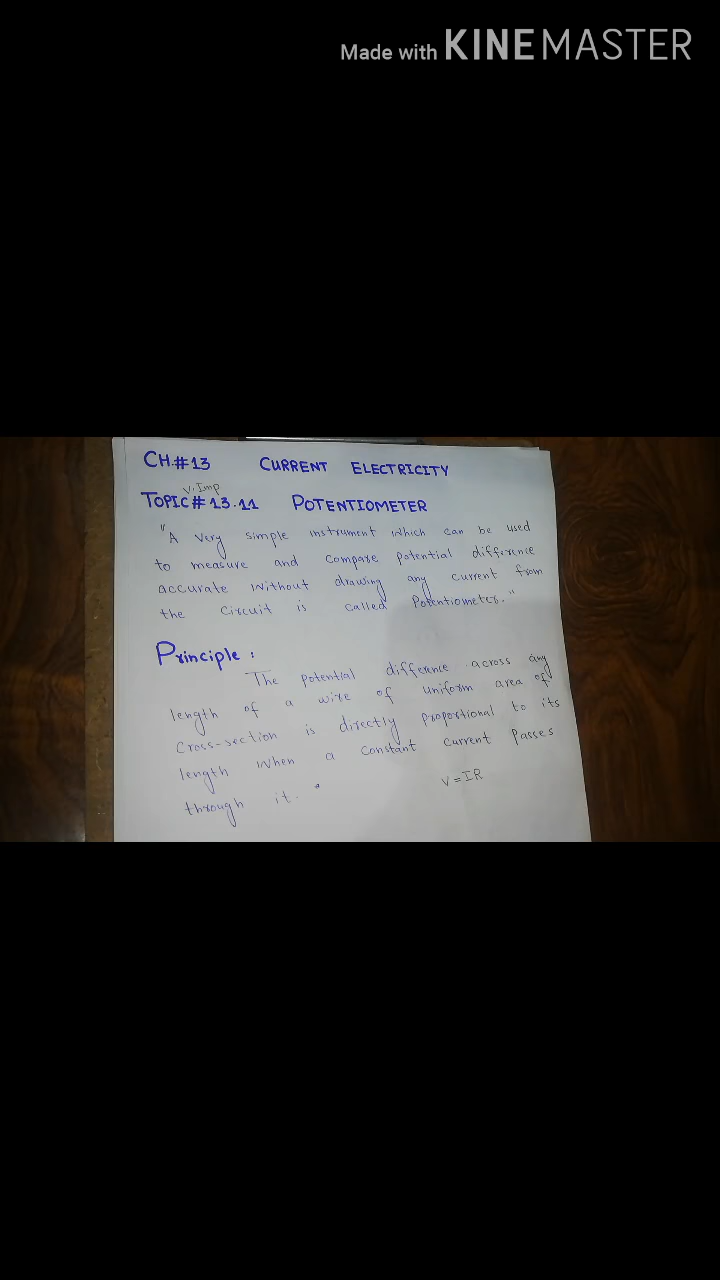 Made with KINEMASTER
CH.#13 CURRENT ELECTRICITY
V.Imp
TOPIC # 13.11 POTENTIOMETER
"A very simple instrument which can be used
to measure and compare potential difference
accurate without drawing any current from
the circuit is called Potentiometer."
Principle :
The potential difference across any
length of a wire of uniform area of
cross-section is directly proportional to its
length when a constant current passes
through it."
V=IR